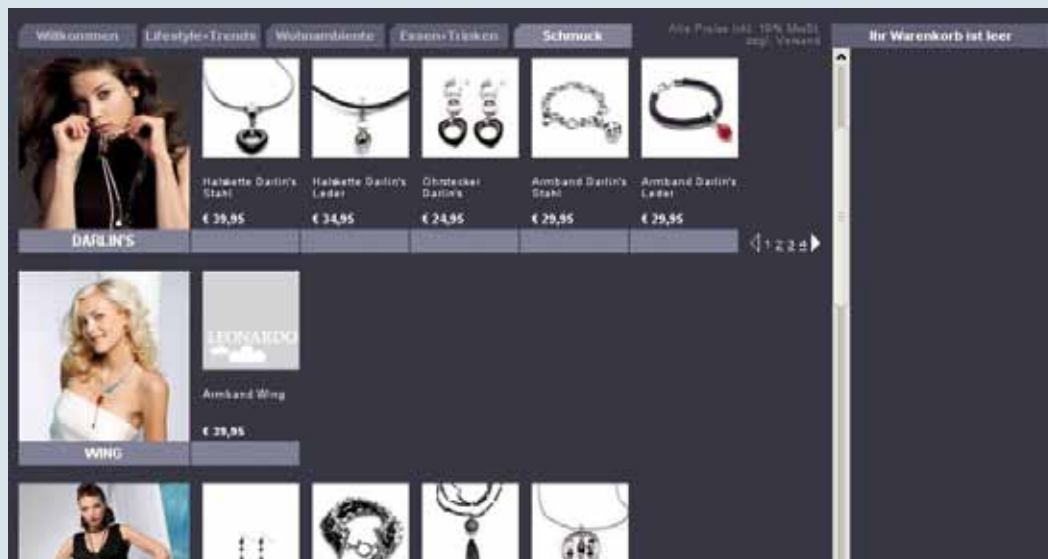 Willkommen
Lifestyle+Trends
Wohnambiente
Essen+Trinken
Schmuck
Alle Preise inkl. 19% MwSt.
zzgl. Versand
Ihr Warenkorb ist leer
Halskette Darlin's
Stahl
€ 39,95
Halskette Darlin's
Leder
€ 34,95
Ohrstecker
Darlin's
€ 24,95
Armband Darlin's
Stahl
€ 29,95
Armband Darlin's
Leder
€ 29,95
DARLIN'S
1 2 3 4
LEONARDO
Armband Wing
€ 39,95
WING